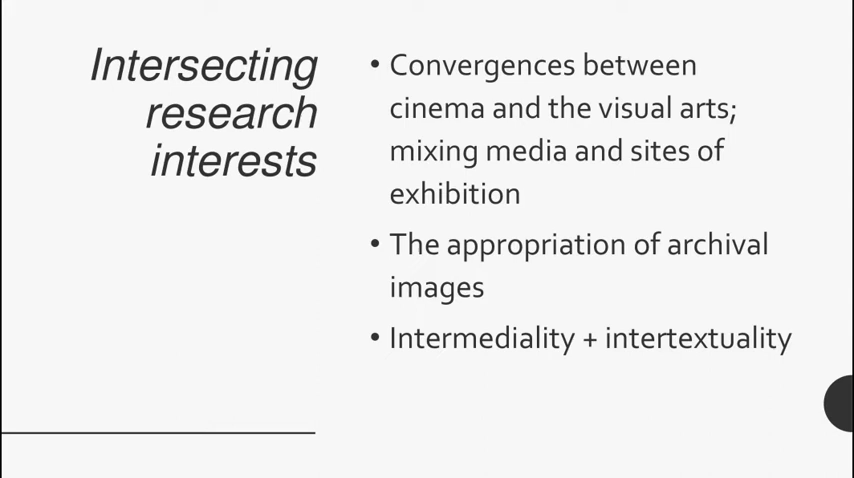 Intersecting
research
interests
• Convergences between
cinema and the visual arts;
mixing media and sites of
exhibition
• The appropriation of archival
images
• Intermediality + intertextuality